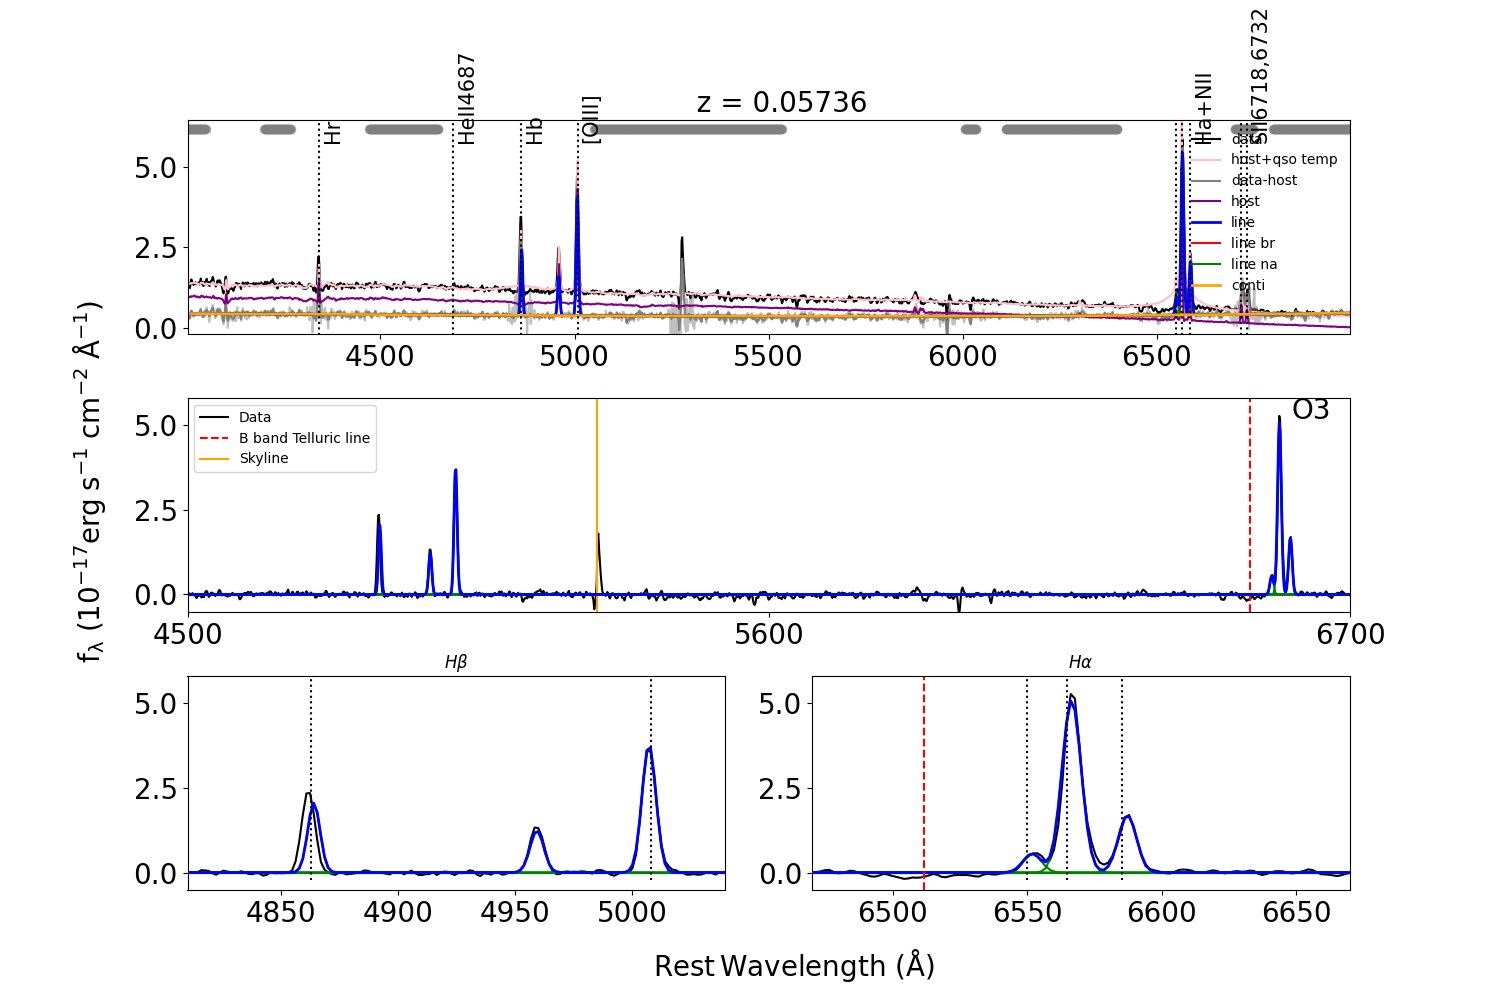 z = 0.05736
Hr
HeII4687
Hb
[OIII]
Ha+NII
SII6718,6732
data
host+qso temp
data-host
host
line
line br
line na
conti
5.0
2.5
0.0
4500 5000 5500 6000 6500
Data
B band Telluric line
Skyline
O3
5.0
2.5
0.0
4500 5600 6700
fλ (10⁻¹⁷erg s⁻¹ cm⁻² Å⁻¹)
Hβ
5.0
2.5
0.0
4850 4900 4950 5000
Hα
5.0
2.5
0.0
6500 6550 6600 6650
Rest Wavelength (Å)